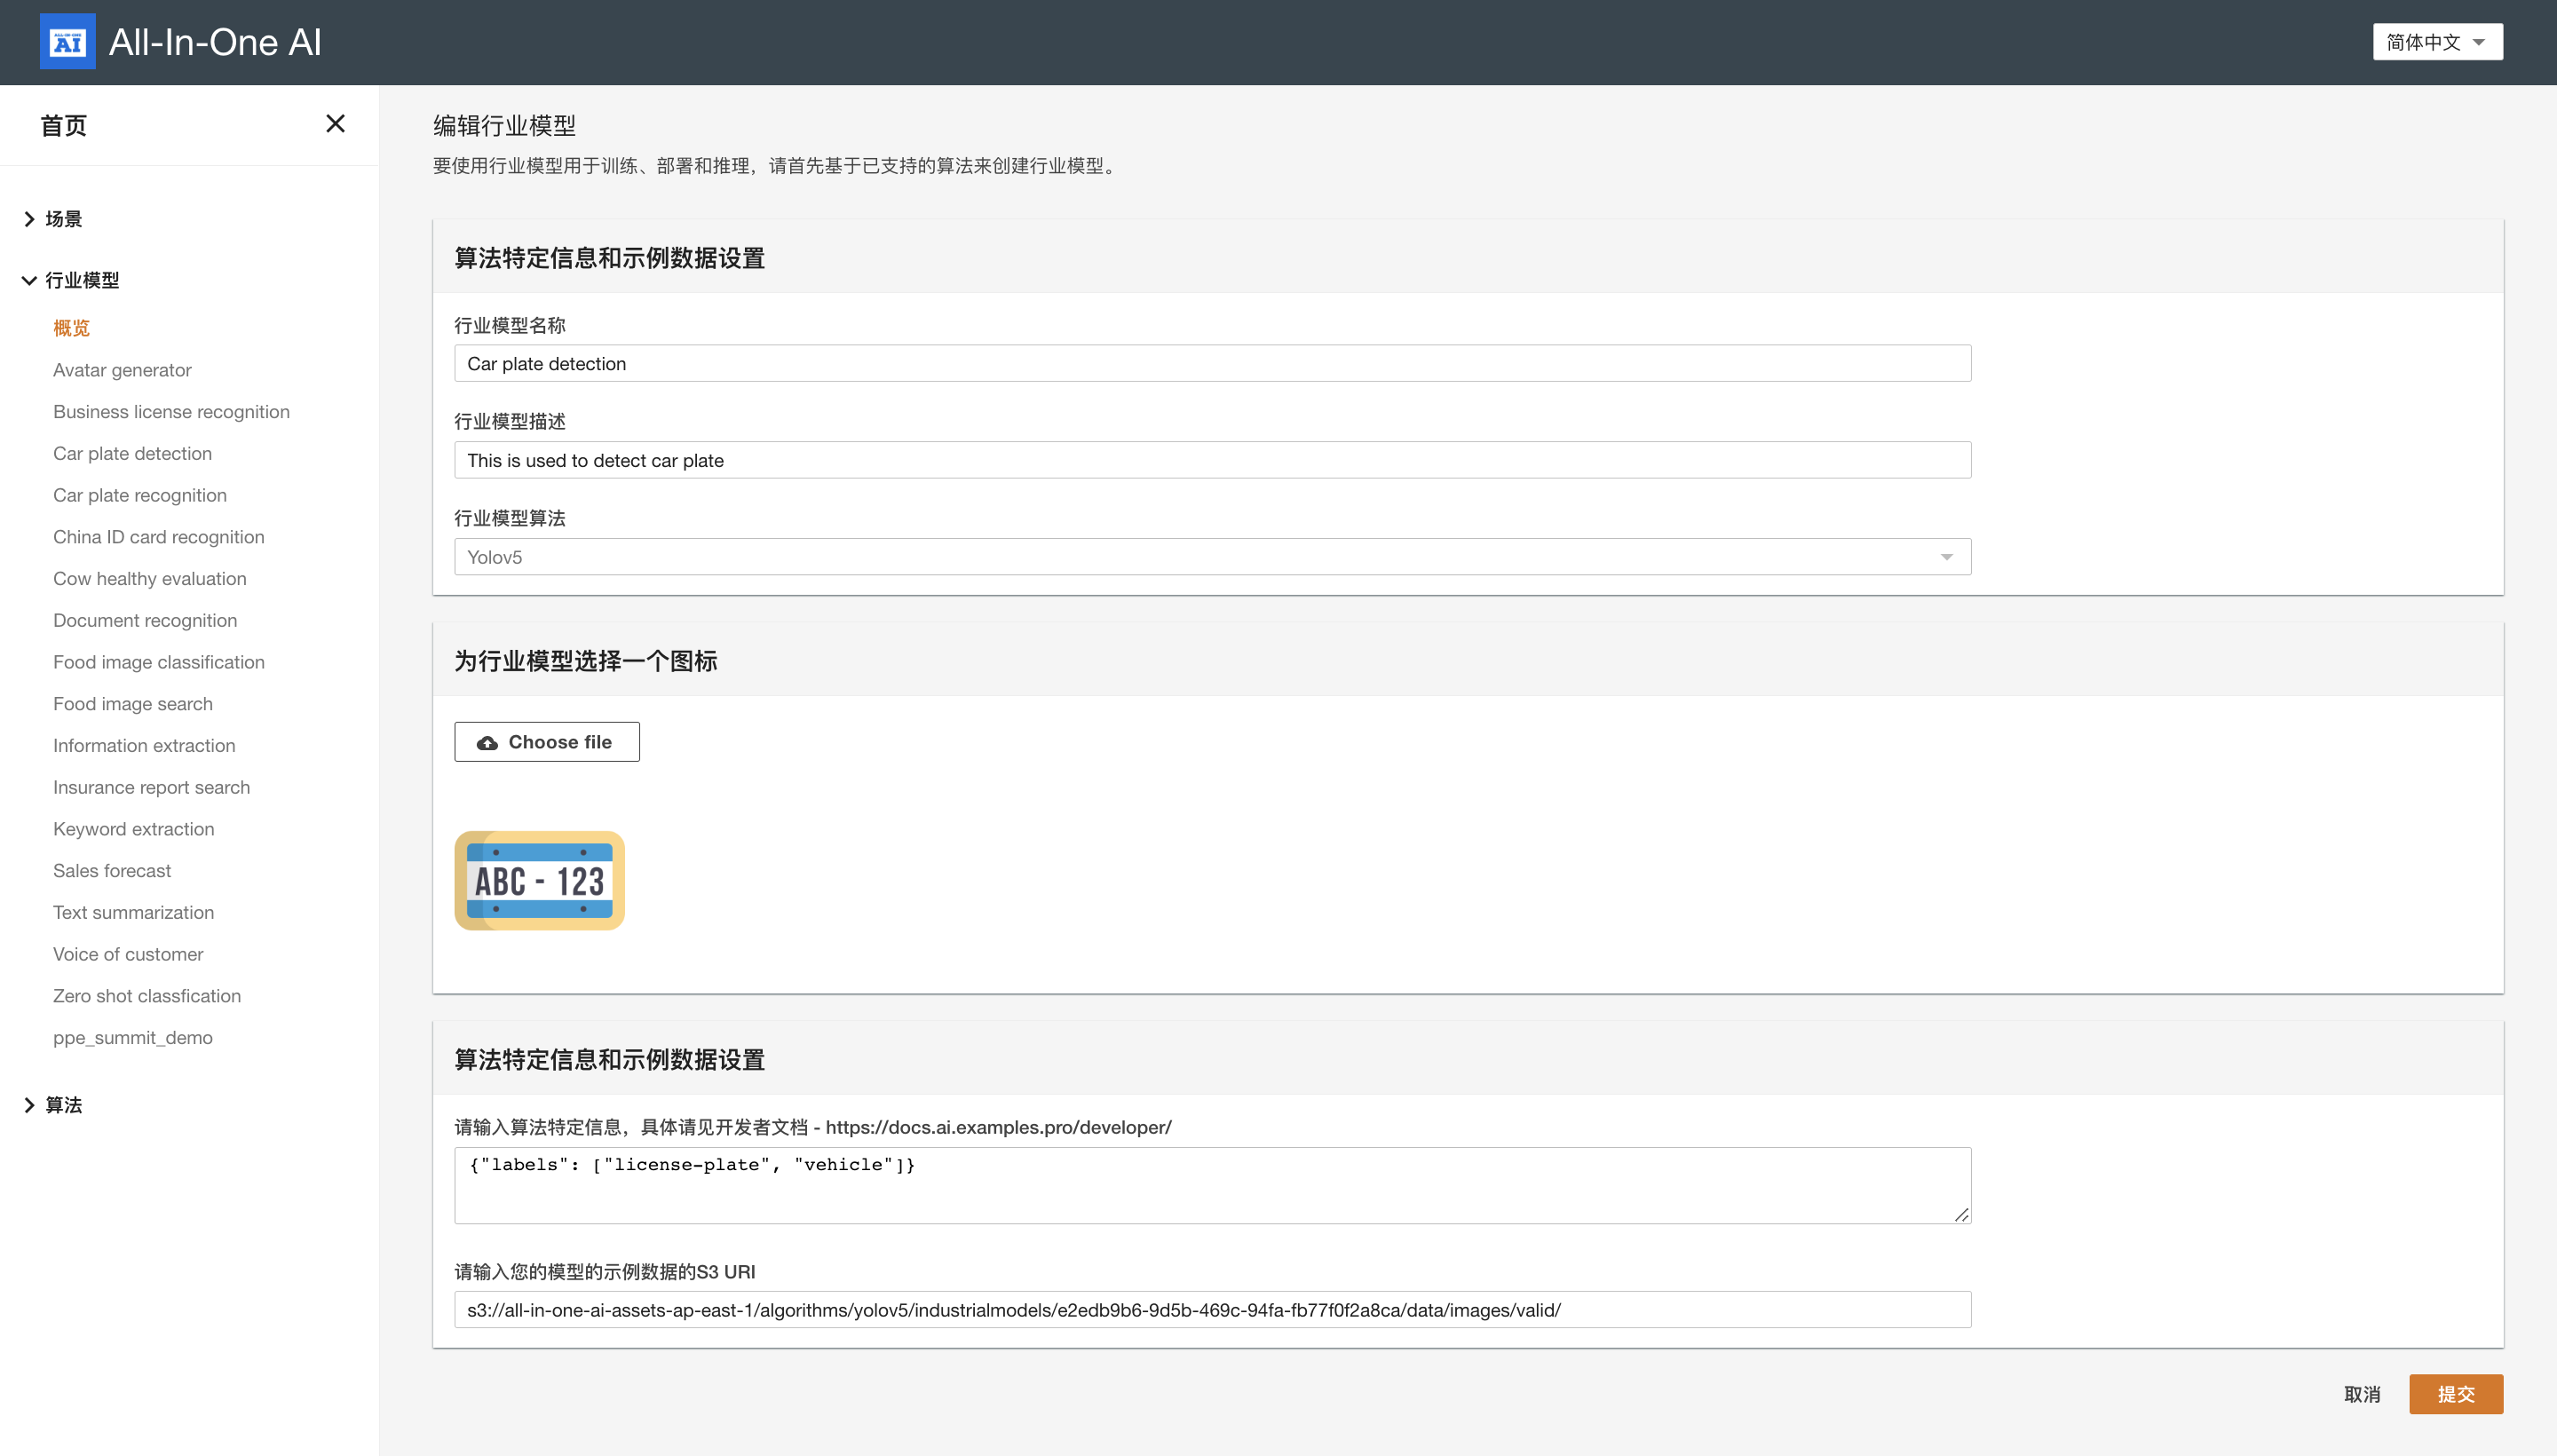 ALL-IN-ONE
AI
All-In-One AI
简体中文
首页
场景
行业模型
概览
Avatar generator
Business license recognition
Car plate detection
Car plate recognition
China ID card recognition
Cow healthy evaluation
Document recognition
Food image classification
Food image search
Information extraction
Insurance report search
Keyword extraction
Sales forecast
Text summarization
Voice of customer
Zero shot classfication
ppe_summit_demo
算法
编辑行业模型
要使用行业模型用于训练、部署和推理，请首先基于已支持的算法来创建行业模型。
算法特定信息和示例数据设置
行业模型名称
Car plate detection
行业模型描述
This is used to detect car plate
行业模型算法
Yolov5
为行业模型选择一个图标
Choose file
ABC - 123
算法特定信息和示例数据设置
请输入算法特定信息，具体请见开发者文档 - https://docs.ai.examples.pro/developer/
{"labels": ["license-plate", "vehicle"]}
请输入您的模型的示例数据的S3 URI
s3://all-in-one-ai-assets-ap-east-1/algorithms/yolov5/industrialmodels/e2edb9b6-9d5b-469c-94fa-fb77f0f2a8ca/data/images/valid/
取消
提交